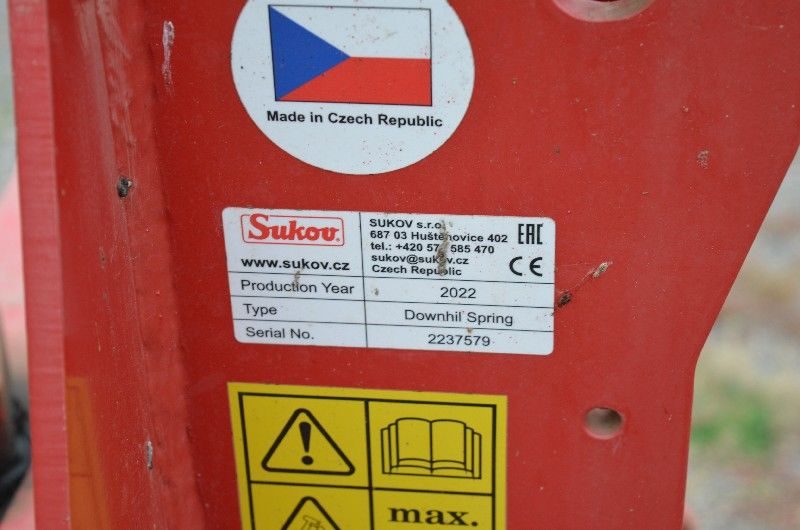 Made in Czech Republic
Sukov
www.sukov.cz
SUKOV s.r.o.
687 03 Huštěnovice 402
tel.: +420 57 585 470
sukov@sukov.cz
Czech Republic
EAC
CE
Production Year 2022
Type Downhil Spring
Serial No. 2237579
max.